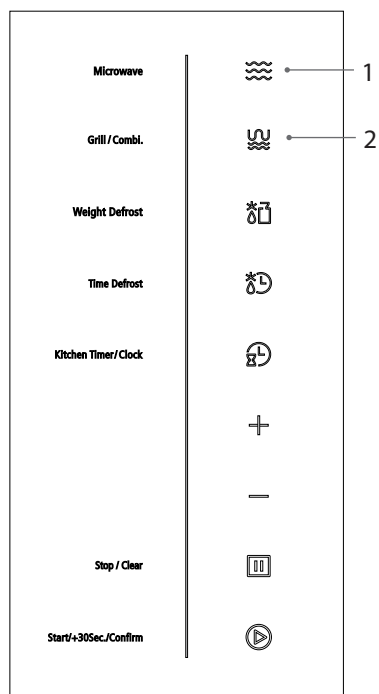 Microwave
1
Grill / Combi.
2
Weight Defrost
Time Defrost
Kitchen Timer/Clock
Stop / Clear
Start/+30Sec./Confirm